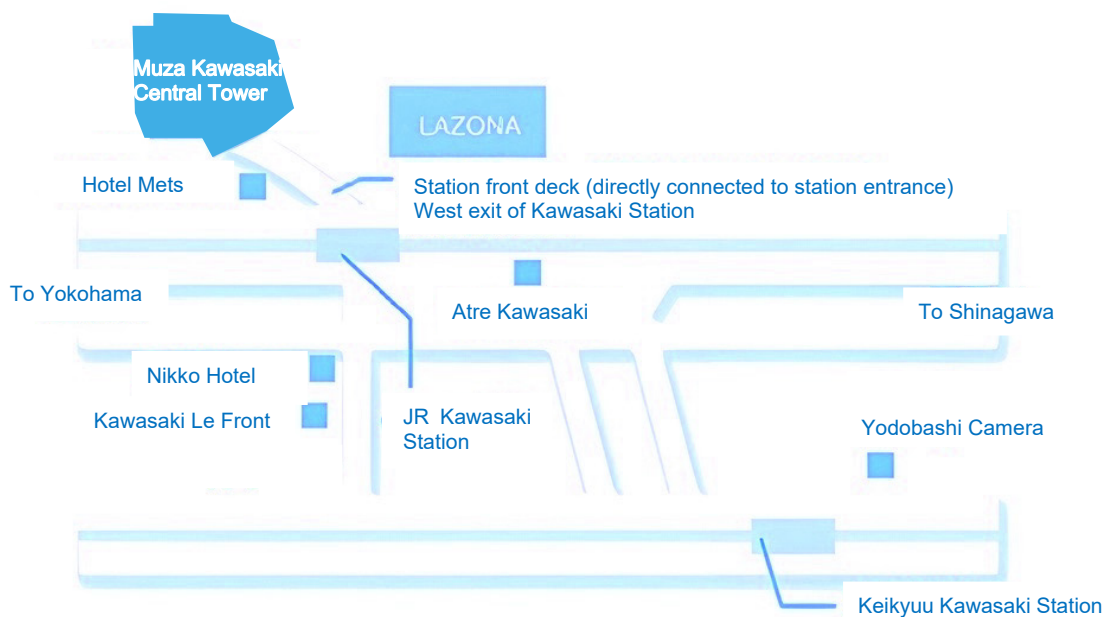 Muza Kawasaki
Central Tower
LAZONA
Hotel Mets
Station front deck (directly connected to station entrance)
West exit of Kawasaki Station
To Yokohama
Atre Kawasaki
To Shinagawa
Nikko Hotel
Kawasaki Le Front
JR Kawasaki
Station
Yodobashi Camera
Keikyuu Kawasaki Station